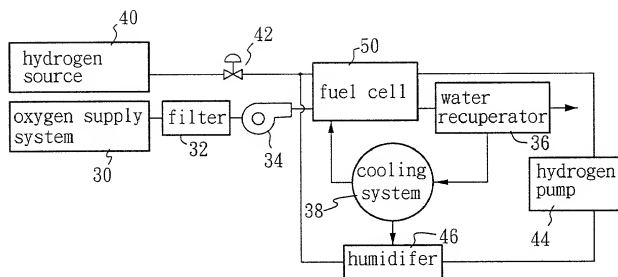 40
42
50
hydrogen
source
fuel cell
oxygen supply
system
filter
water
recuperator
30
32
34
36
cooling
system
38
hydrogen
pump
44
46
humidifer